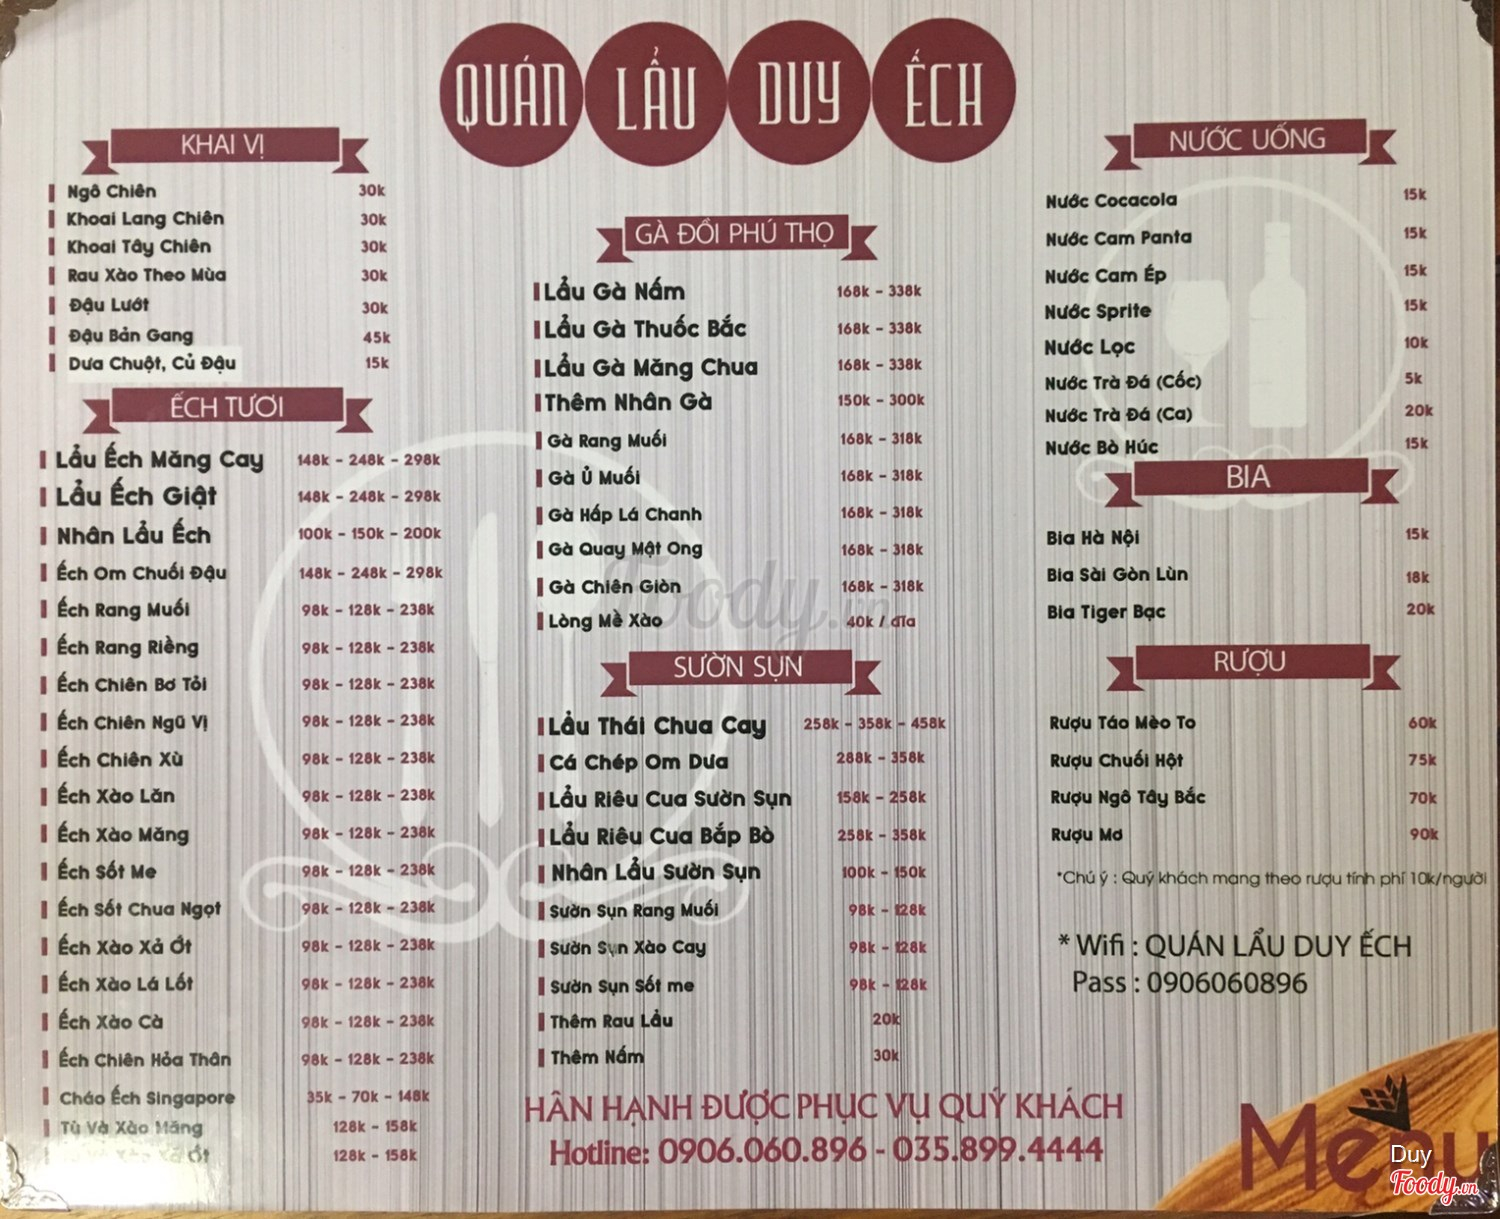 QUÁN LẨU DUY ẾCH
KHAI VỊ
Ngô Chiên 30k
Khoai Lang Chiên 30k
Khoai Tây Chiên 30k
Rau Xào Theo Mùa 30k
Đậu Lướt 30k
Đậu Bản Gang 45k
Dưa Chuột, Củ Đậu 15k
ẾCH TƯƠI
Lẩu Ếch Măng Cay 148k - 248k - 298k
Lẩu Ếch Giật 148k - 248k - 298k
Nhân Lẩu Ếch 100k - 150k - 200k
Ếch Om Chuối Đậu 148k - 248k - 298k
Ếch Rang Muối 98k - 128k - 238k
Ếch Rang Riềng 98k - 128k - 238k
Ếch Chiên Bơ Tỏi 98k - 128k - 238k
Ếch Chiên Ngũ Vị 98k - 128k - 238k
Ếch Chiên Xù 98k - 128k - 238k
Ếch Xào Lăn 98k - 128k - 238k
Ếch Xào Măng 98k - 128k - 238k
Ếch Sốt Me 98k - 128k - 238k
Ếch Sốt Chua Ngọt 98k - 128k - 238k
Ếch Xào Xả Ớt 98k - 128k - 238k
Ếch Xào Lá Lốt 98k - 128k - 238k
Ếch Xào Cà 98k - 128k - 238k
Ếch Chiên Hỏa Thân 98k - 128k - 238k
Cháo Ếch Singapore 35k - 70k - 148k
Tù Và Xào Măng 128k - 158k
Xả Ớt 128k - 158k
GÀ ĐỒI PHÚ THỌ
Lẩu Gà Nấm 168k - 338k
Lẩu Gà Thuốc Bắc 168k - 338k
Lẩu Gà Măng Chua 168k - 338k
Thêm Nhân Gà 150k - 300k
Gà Rang Muối 168k - 318k
Gà Ủ Muối 168k - 318k
Gà Hấp Lá Chanh 168k - 318k
Gà Quay Mật Ong 168k - 318k
Gà Chiên Giòn 168k - 318k
Lòng Mề Xào 40k / đĩa
SƯỜN SỤN
Lẩu Thái Chua Cay 258k - 358k - 458k
Cá Chép Om Dưa 288k - 358k
Lẩu Riêu Cua Sườn Sụn 158k - 258k
Lẩu Riêu Cua Bắp Bò 258k - 358k
Nhân Lẩu Sườn Sụn 100k - 150k
Sườn Sụn Rang Muối 98k - 128k
Sườn Sụn Xào Cay 98k - 128k
Sườn Sụn Sốt me 98k - 128k
Thêm Rau Lẩu 20k
Thêm Nấm 30k
HÂN HẠNH ĐƯỢC PHỤC VỤ QUÝ KHÁCH
Hotline: 0906.060.896 - 035.899.4444
NƯỚC UỐNG
Nước Cocacola 15k
Nước Cam Panta 15k
Nước Cam Ép 15k
Nước Sprite 15k
Nước Lọc 10k
Nước Trà Đá (Cốc) 5k
Nước Trà Đá (Ca) 20k
Nước Bò Húc 15k
BIA
Bia Hà Nội 15k
Bia Sài Gòn Lùn 18k
Bia Tiger Bạc 20k
RƯỢU
Rượu Táo Mèo To 60k
Rượu Chuối Hột 75k
Rượu Ngô Tây Bắc 70k
Rượu Mơ 90k
*Chú ý : Quý khách mang theo rượu tính phí 10k/người
* Wifi : QUÁN LẨU DUY ẾCH
Pass : 0906060896
Menu
Duy
Foody.vn
Foody.vn